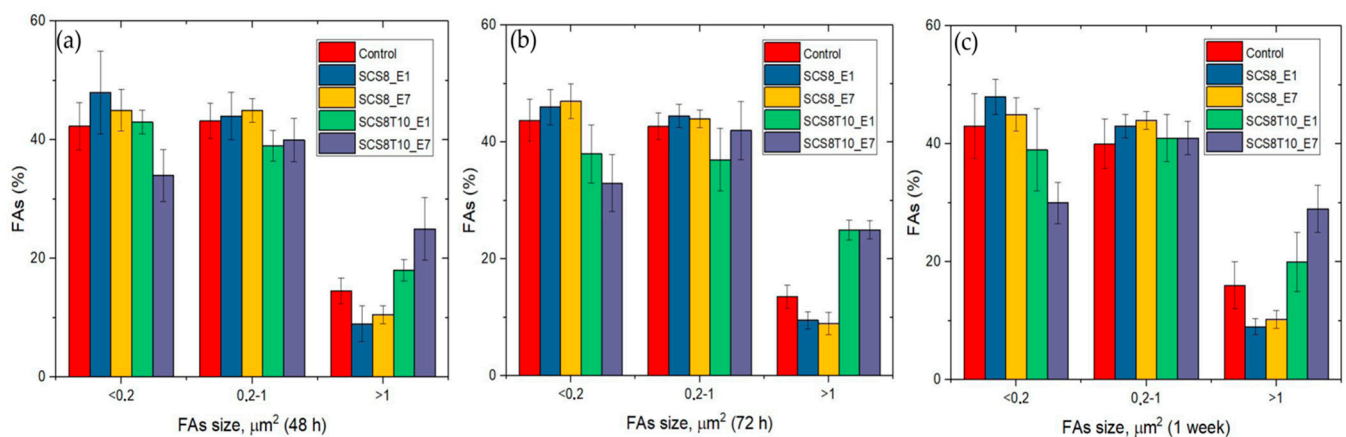 (a)
60
40
20
0
FAs (%)
Control
SCS8_E1
SCS8_E7
SCS8T10_E1
SCS8T10_E7
<0.2
0.2-1
>1
FAs size, μm² (48 h)
(b)
60
40
20
0
FAs (%)
Control
SCS8_E1
SCS8_E7
SCS8T10_E1
SCS8T10_E7
<0.2
0.2-1
>1
FAs size, μm² (72 h)
(c)
60
40
20
0
FAs (%)
Control
SCS8_E1
SCS8_E7
SCS8T10_E1
SCS8T10_E7
<0.2
0.2-1
>1
FAs size, μm² (1 week)